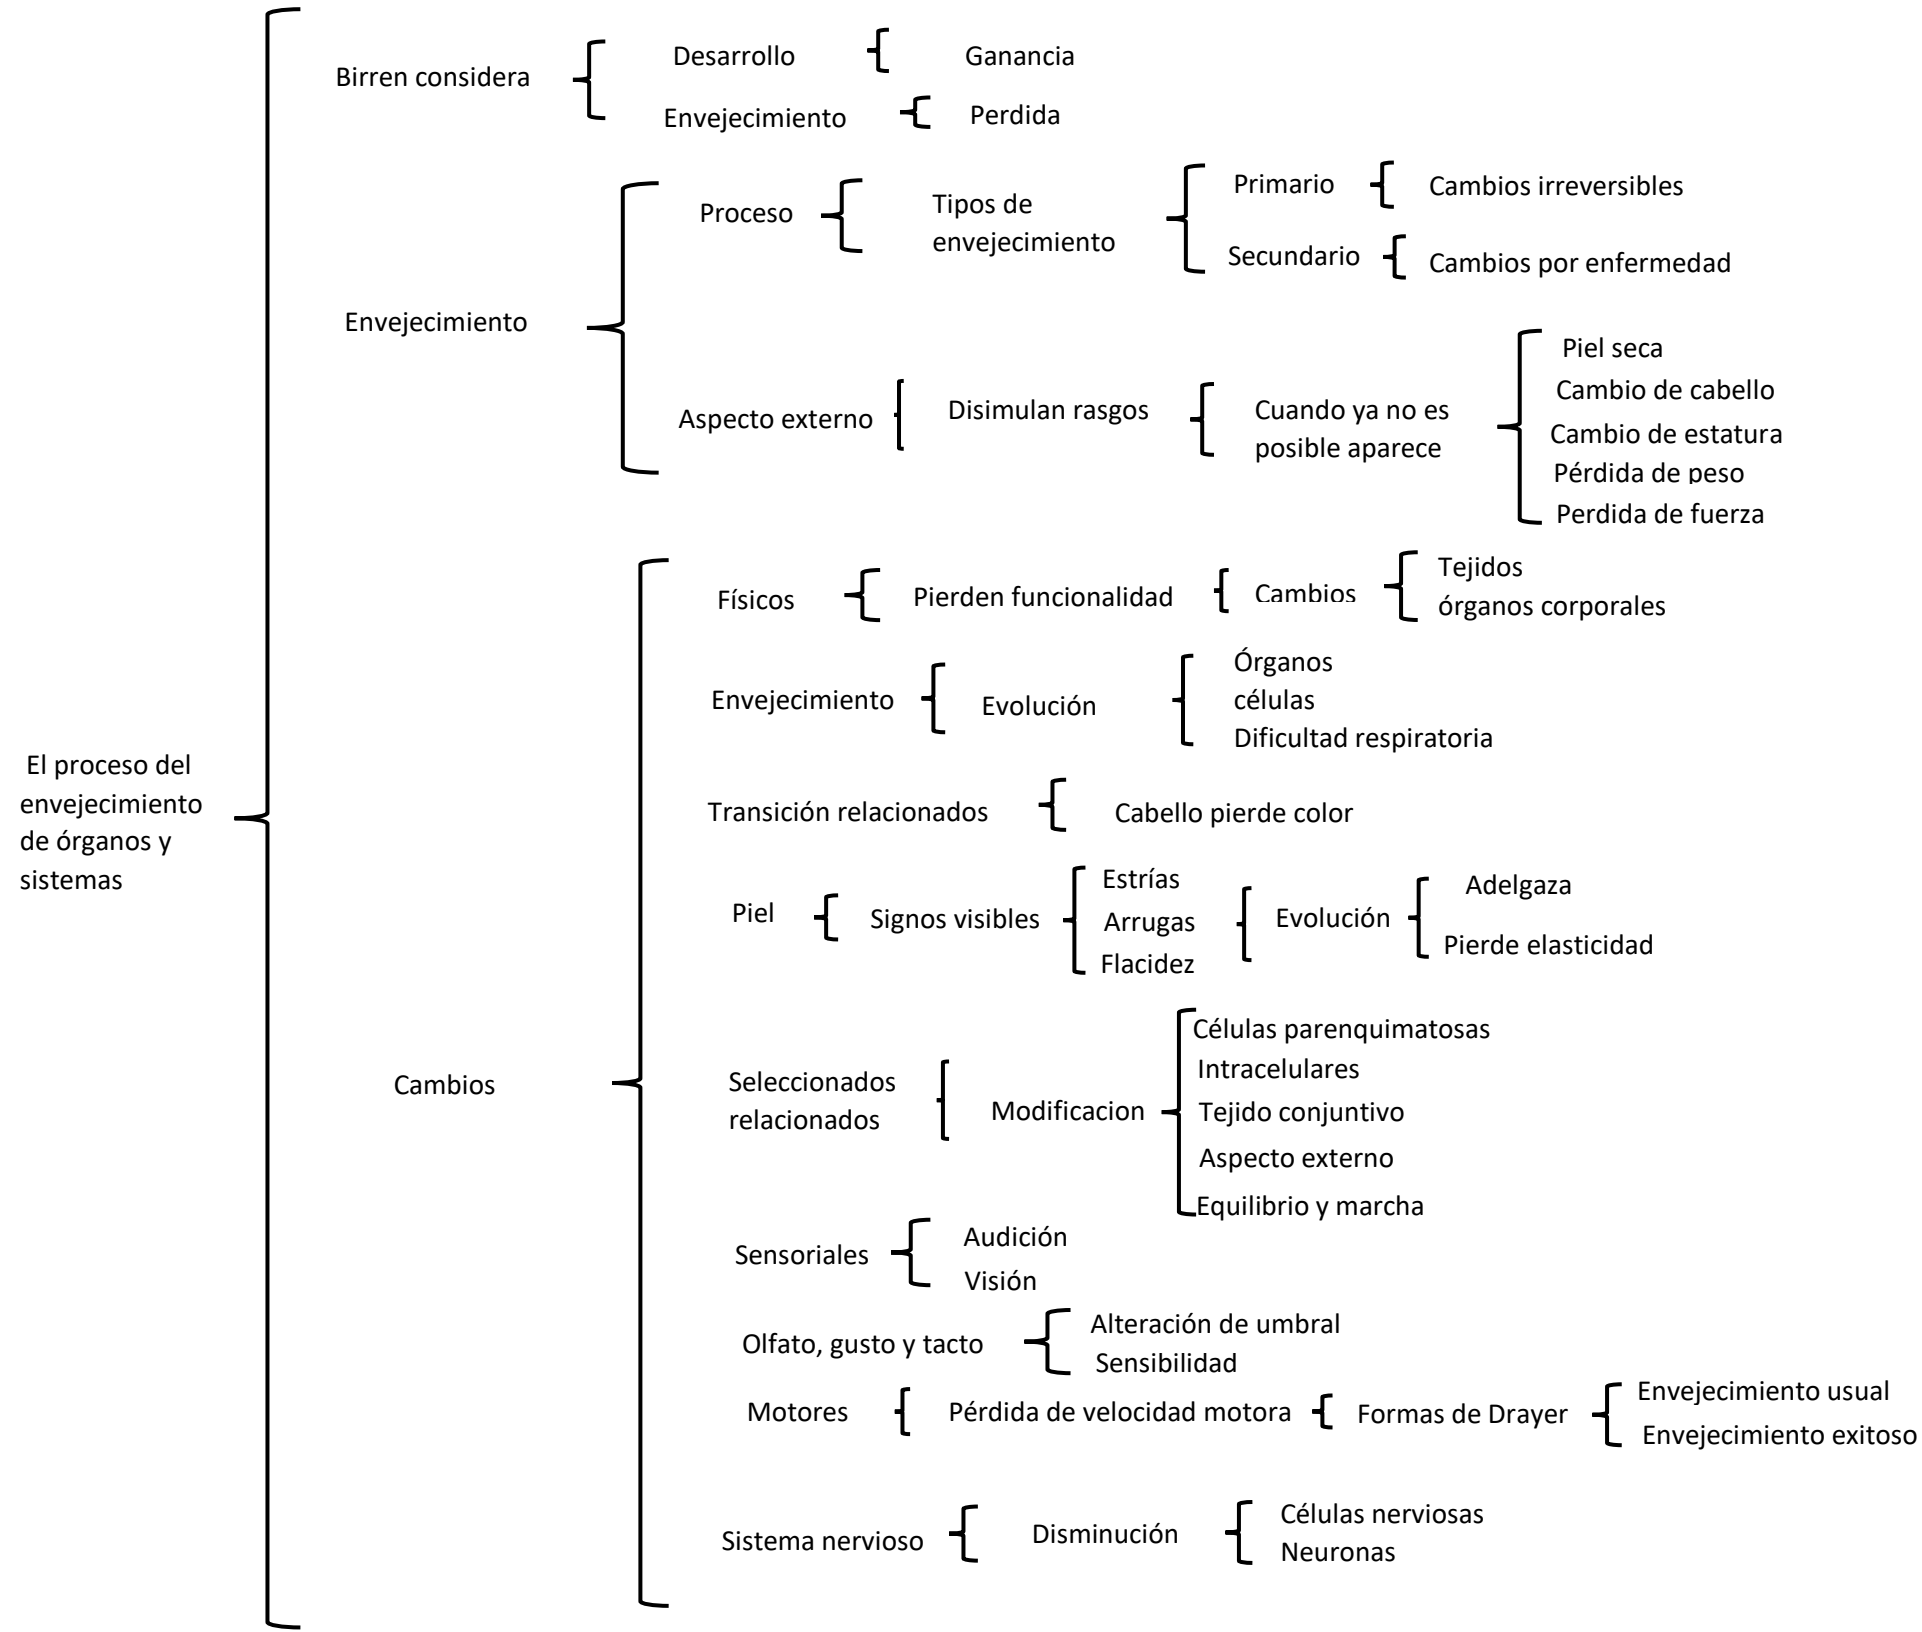 Birren considera
Desarrollo
Ganancia
Envejecimiento
Perdida
Envejecimiento
Proceso
Tipos de
envejecimiento
Primario
Cambios irreversibles
Secundario
Cambios por enfermedad
Aspecto externo
Disimulan rasgos
Cuando ya no es
posible aparece
Piel seca
Cambio de cabello
Cambio de estatura
Pérdida de peso
Perdida de fuerza
El proceso del
envejecimiento
de órganos y
sistemas
Cambios
Físicos
Pierden funcionalidad
Cambios
Tejidos
órganos corporales
Envejecimiento
Evolución
Órganos
células
Dificultad respiratoria
Transición relacionados
Cabello pierde color
Piel
Signos visibles
Estrías
Arrugas
Flacidez
Evolución
Adelgaza
Pierde elasticidad
Seleccionados
relacionados
Modificacion
Células parenquimatosas
Intracelulares
Tejido conjuntivo
Aspecto externo
Equilibrio y marcha
Sensoriales
Audición
Visión
Olfato, gusto y tacto
Alteración de umbral
Sensibilidad
Motores
Pérdida de velocidad motora
Formas de Drayer
Envejecimiento usual
Envejecimiento exitoso
Sistema nervioso
Disminución
Células nerviosas
Neuronas